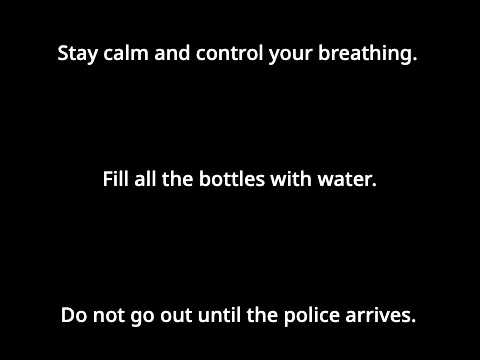 Stay calm and control your breathing.
Fill all the bottles with water.
Do not go out until the police arrives.